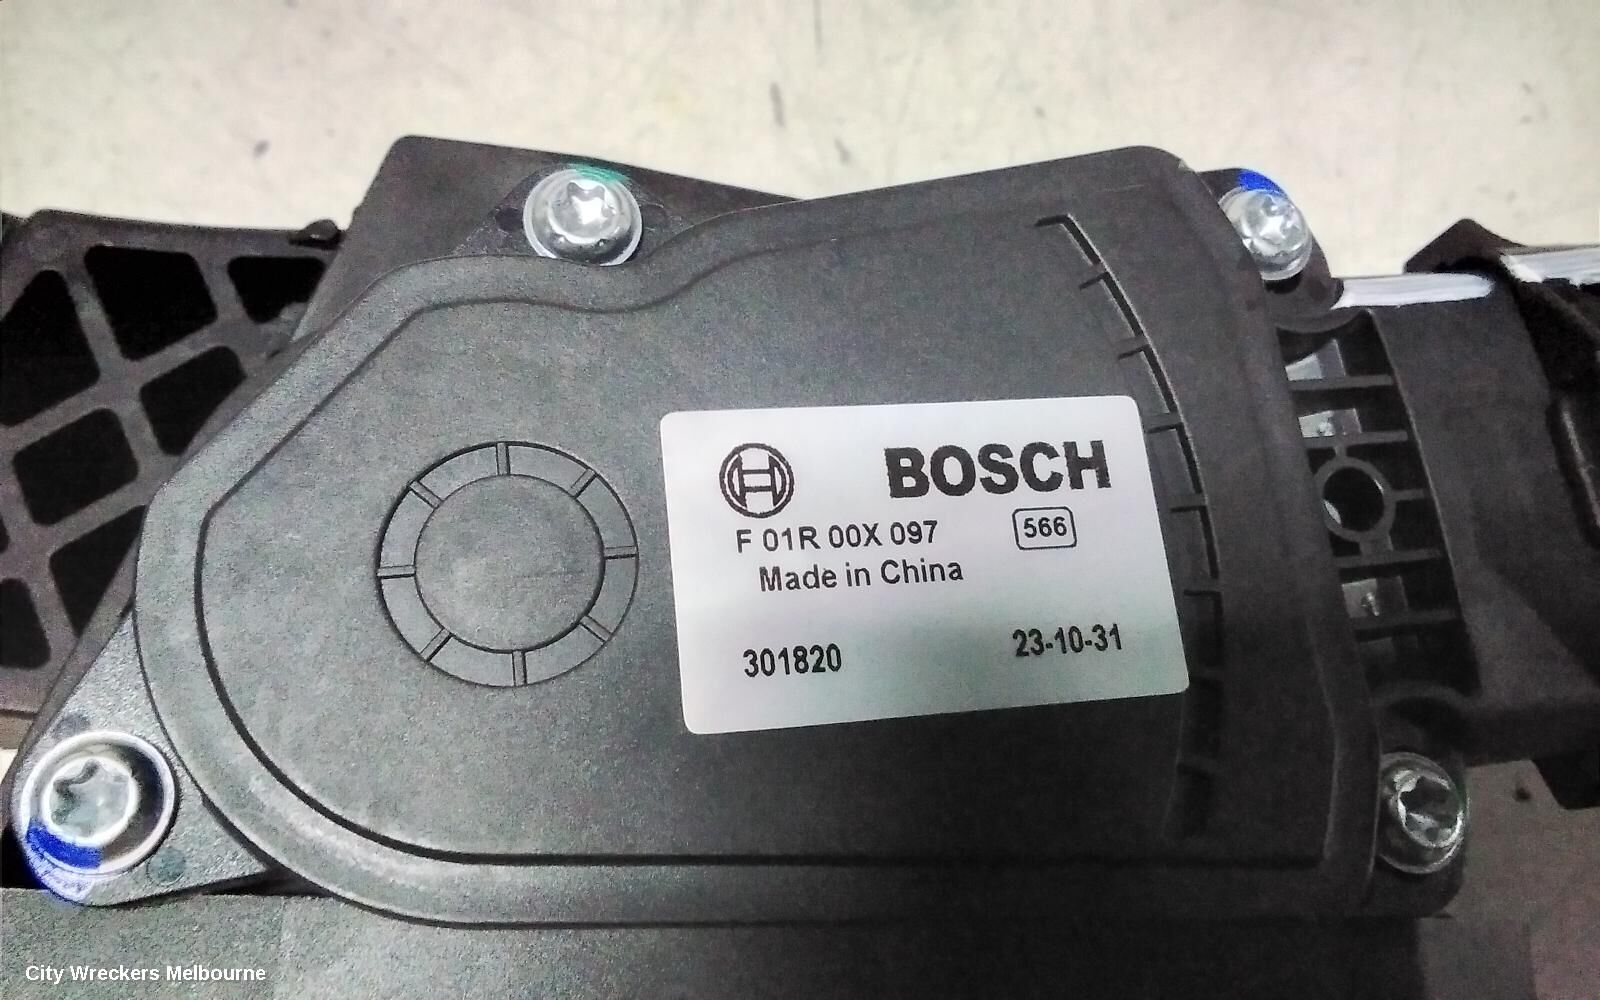 BOSCH
F 01R 00X 097 566
Made in China
301820 23-10-31
City Wreckers Melbourne